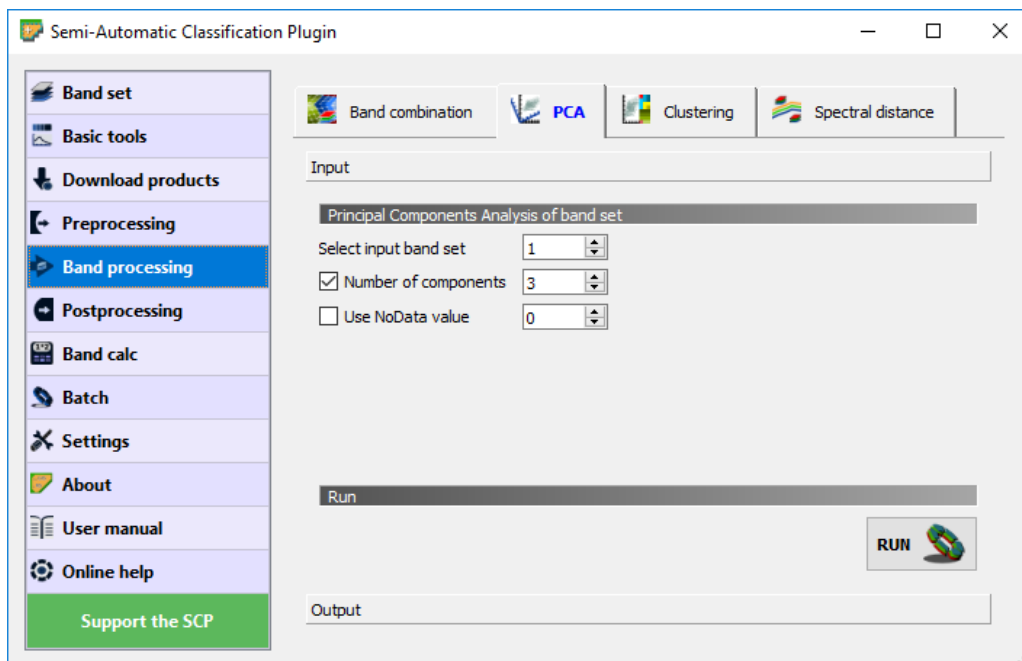 Semi-Automatic Classification Plugin
Band set
Basic tools
Download products
Preprocessing
Band processing
Postprocessing
Band calc
Batch
Settings
About
User manual
Online help
Support the SCP
Band combination
PCA
Clustering
Spectral distance
Input
Principal Components Analysis of band set
Select input band set 1
Number of components 3
Use NoData value 0
Run
RUN
Output